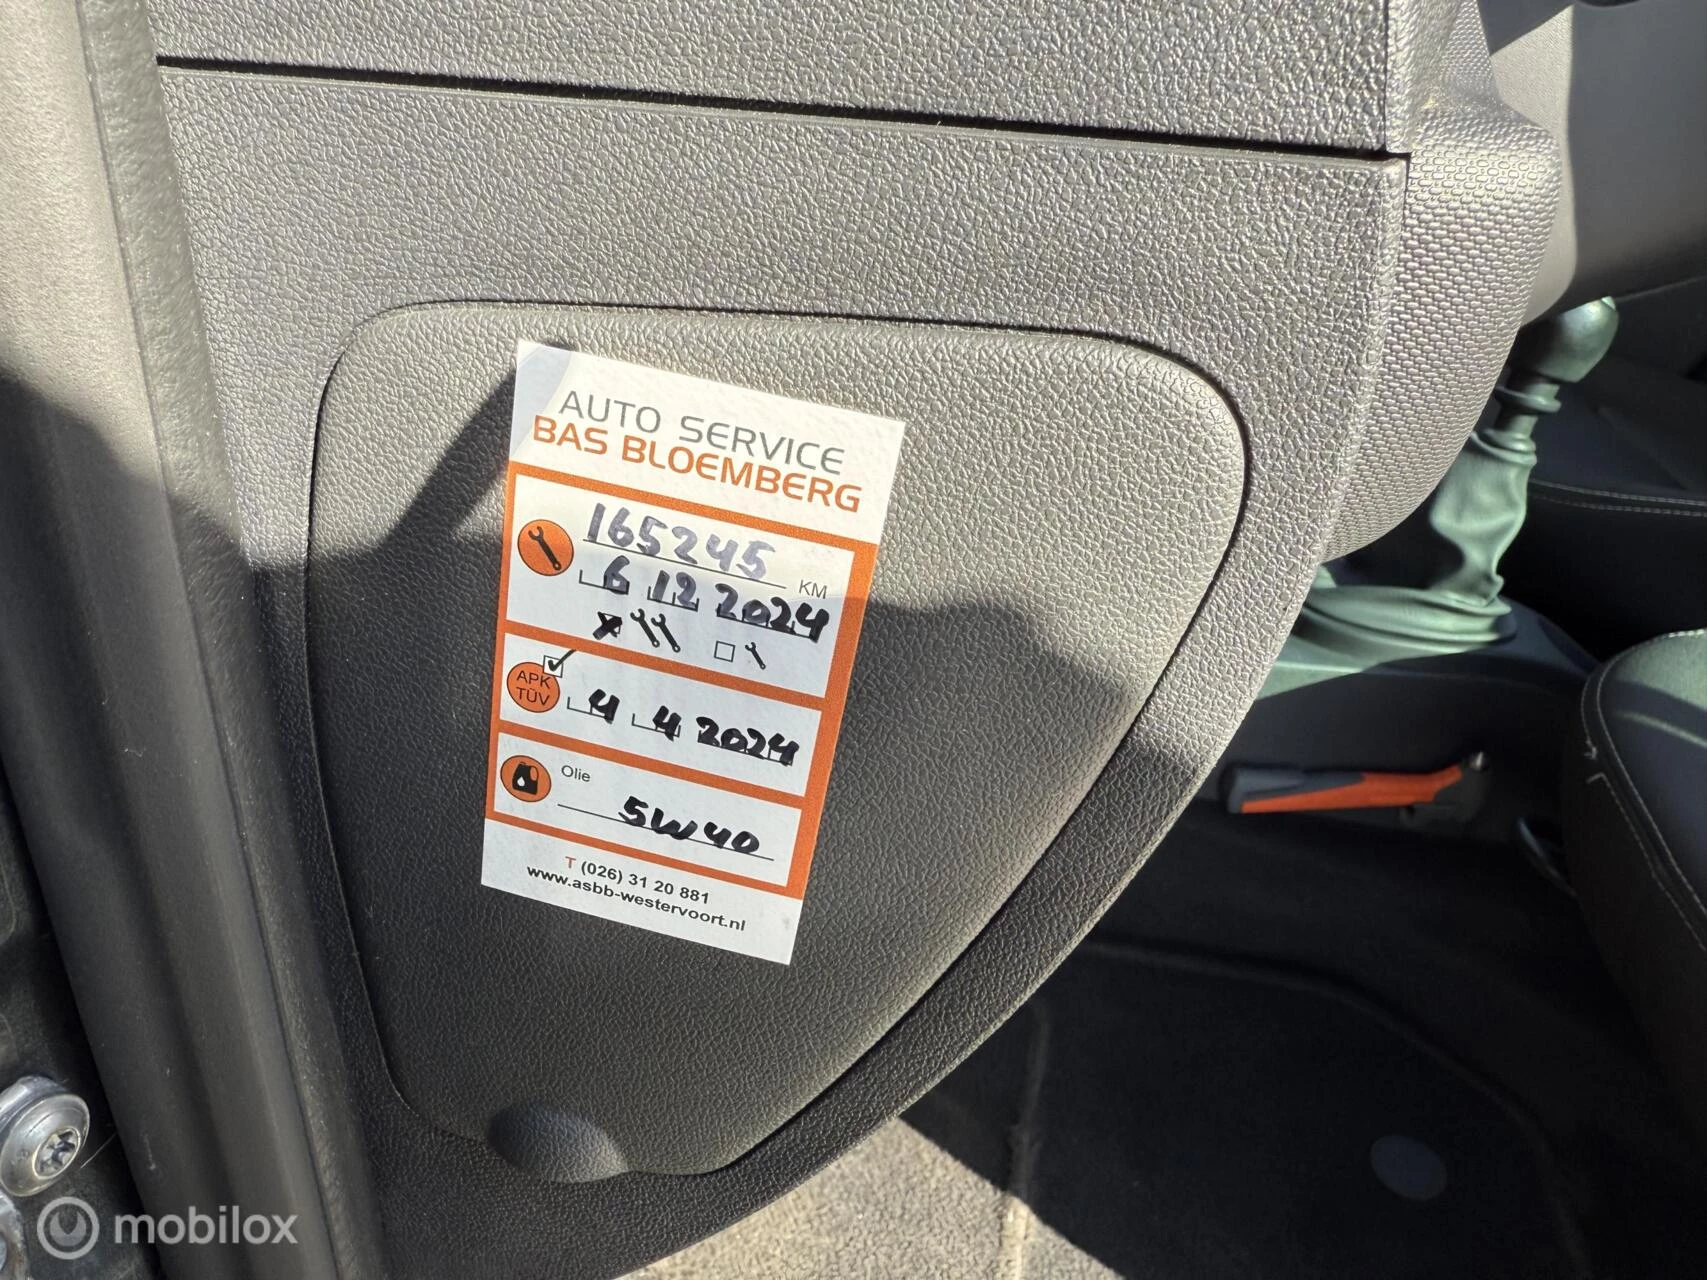 AUTO SERVICE
BAS BLOEMBERG
165245 KM
6 12 2024
APK
TÜV
4 4 2024
Olie
5W40
T (026) 31 20 881
www.asbb-westervoort.nl
mobilox